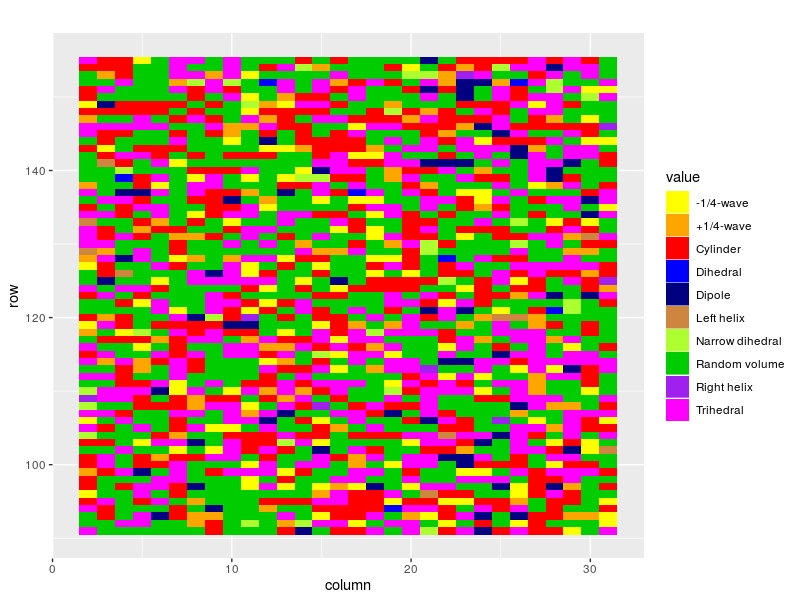 value
-1/4-wave
+1/4-wave
Cylinder
Dihedral
Dipole
Left helix
Narrow dihedral
Random volume
Right helix
Trihedral
row
140
120
100
0
10
20
30
column